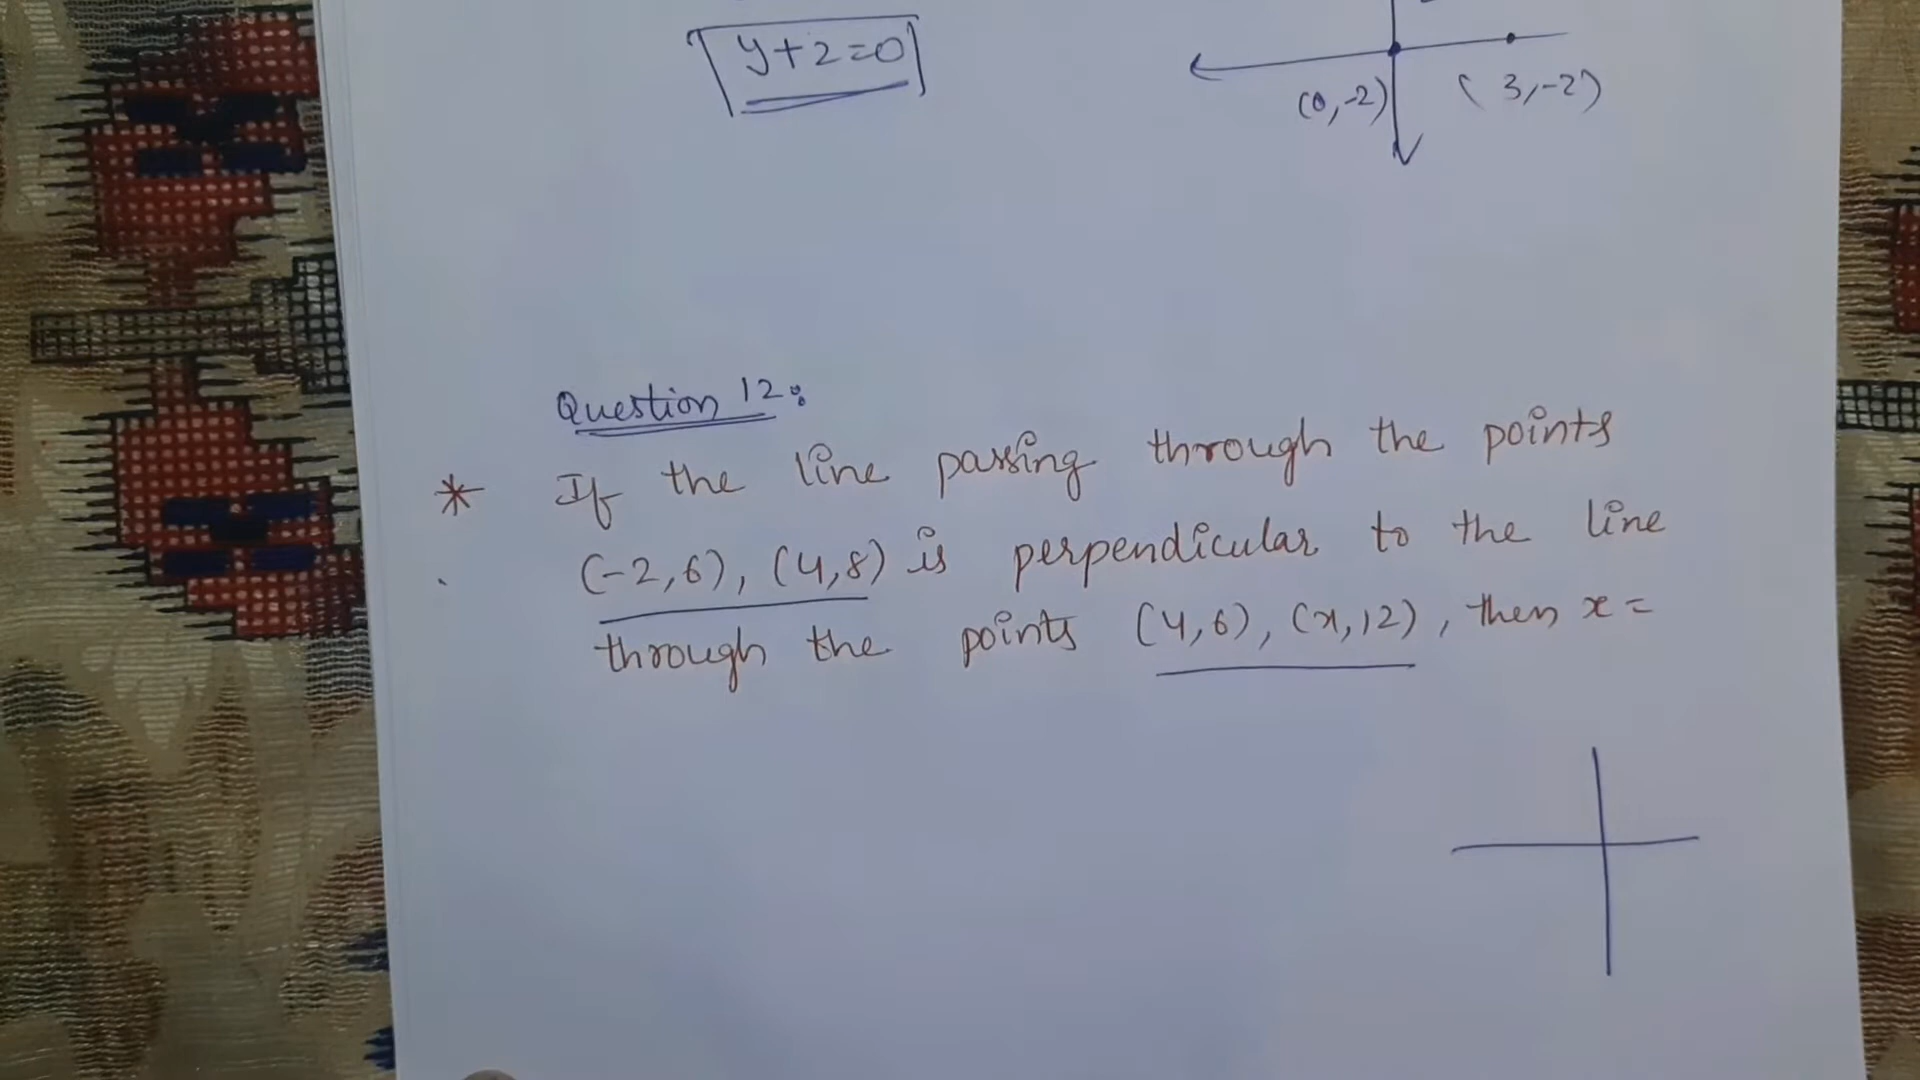 y+2=0
(0,-2) (3,-2)
Question 12:
* If the line passing through the points
(-2,6), (4,8) is perpendicular to the line
through the points (4,6), (x,12), then x=